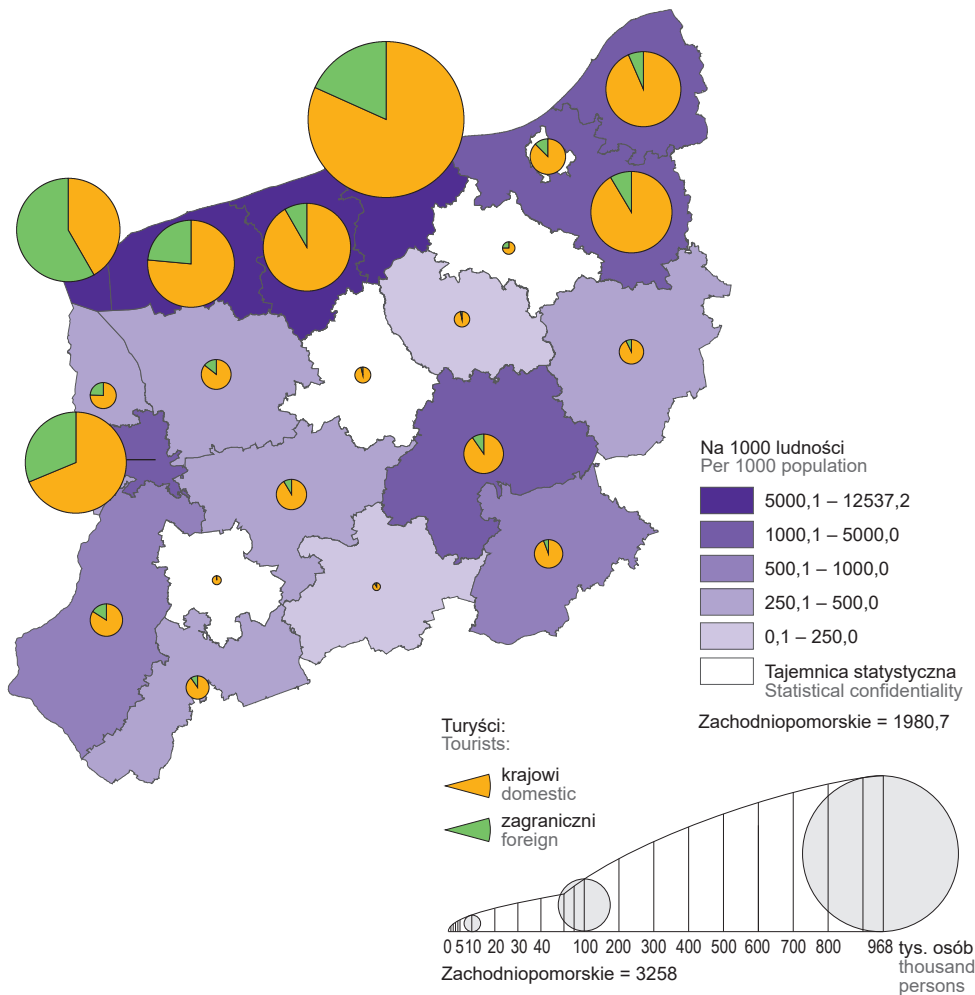 Na 1000 ludności
Per 1000 population
5000,1 – 12537,2
1000,1 – 5000,0
500,1 – 1000,0
250,1 – 500,0
0,1 – 250,0
Tajemnica statystyczna
Statistical confidentiality
Zachodniopomorskie = 1980,7
Turyści:
Tourists:
krajowi
domestic
zagraniczni
foreign
0 5 10 20 30 40 100 200 300 400 500 600 700 800 968 tys. osób
thousand
persons
Zachodniopomorskie = 3258